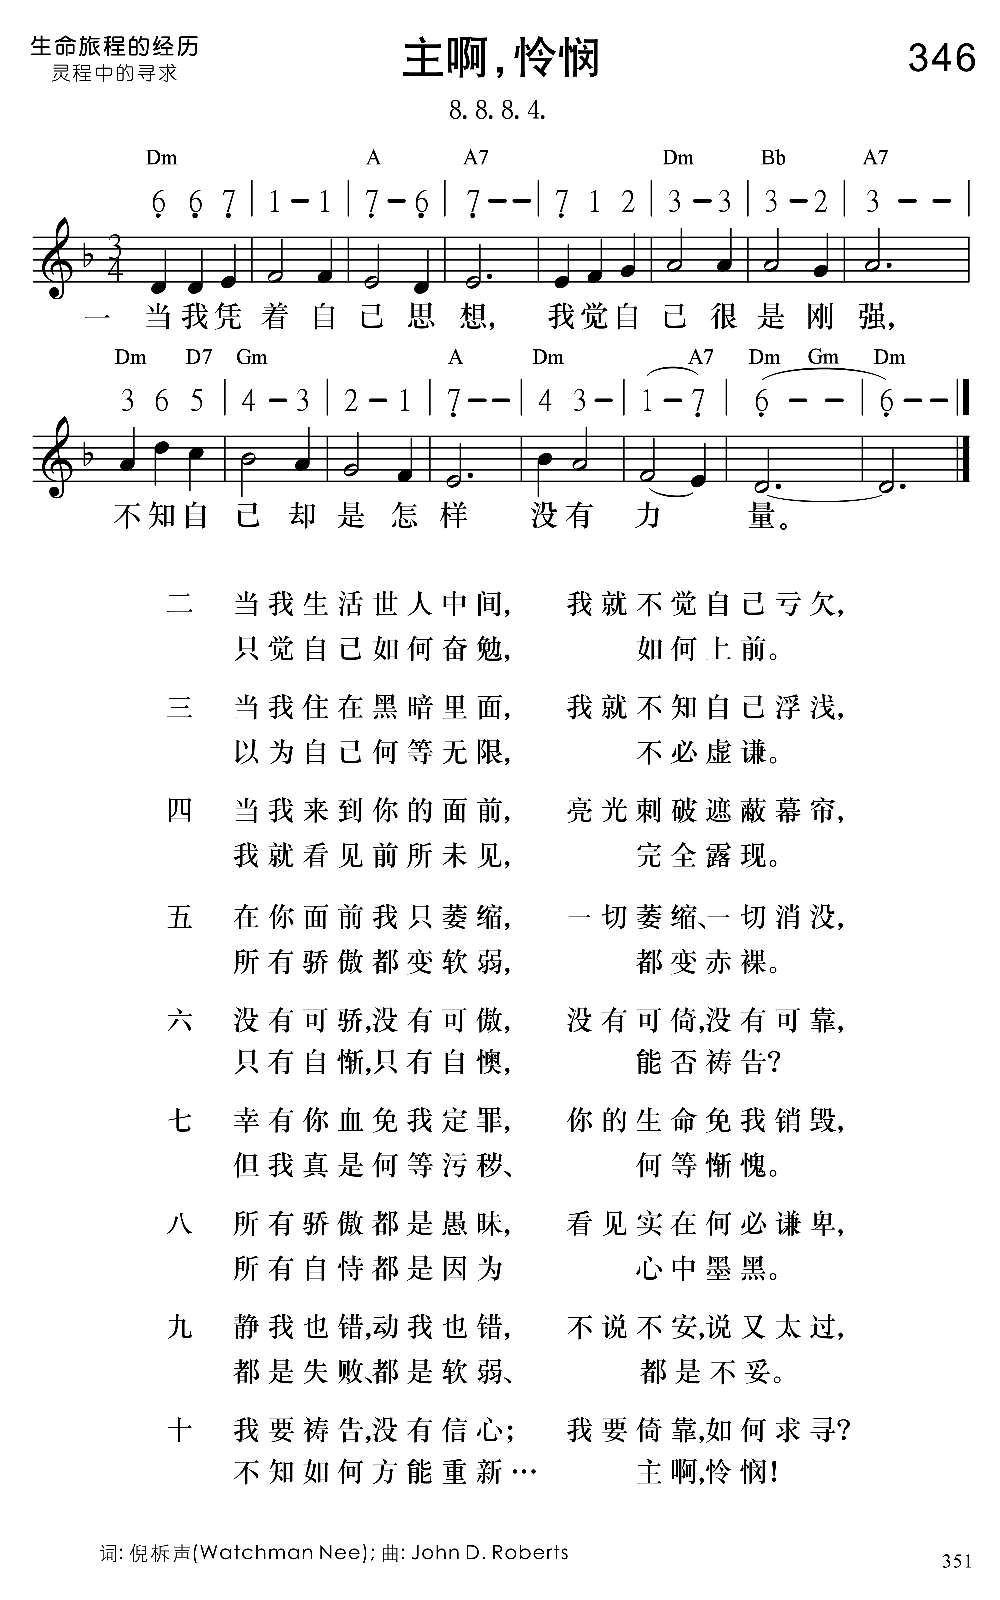 生命旅程的经历
灵程中的寻求
主啊,怜悯
346
8. 8. 8. 4.
Dm A A7 Dm Bb A7
6 6 7 | 1 － 1 | 7 － 6 | 7 － － | 7 1 2 | 3 － 3 | 3 － 2 | 3 － － |
3 4
一 当我凭着自己思想, 我觉自己很是刚强,
Dm D7 Gm A Dm A7 Dm Gm Dm
3 6 5 | 4 － 3 | 2 － 1 | 7 － － | 4 3 － | 1 － 7 | 6 － － | 6 － － |
不知自己却是怎样没有力量。
二 当我生活世人中间, 我就不觉自己亏欠,
只觉自己如何奋勉, 如何上前。
三 当我住在黑暗里面, 我就不知自己浮浅,
以为自己何等无限, 不必虚谦。
四 当我来到你的面前, 亮光刺破遮蔽幕帘,
我就看见前所未见, 完全露现。
五 在你面前我只萎缩, 一切萎缩、一切消没,
所有骄傲都变软弱, 都变赤裸。
六 没有可骄,没有可傲, 没有可倚,没有可靠,
只有自惭,只有自懊, 能否祷告?
七 幸有你血免我定罪, 你的生命免我销毁,
但我真是何等污秽、 何等惭愧。
八 所有骄傲都是愚昧, 看见实在何必谦卑,
所有自恃都是因为 心中墨黑。
九 静我也错,动我也错, 不说不安,说又太过,
都是失败、都是软弱、 都是不妥。
十 我要祷告,没有信心; 我要倚靠,如何求寻?
不知如何方能重新… 主啊,怜悯!
词: 倪柝声(Watchman Nee); 曲: John D. Roberts
351